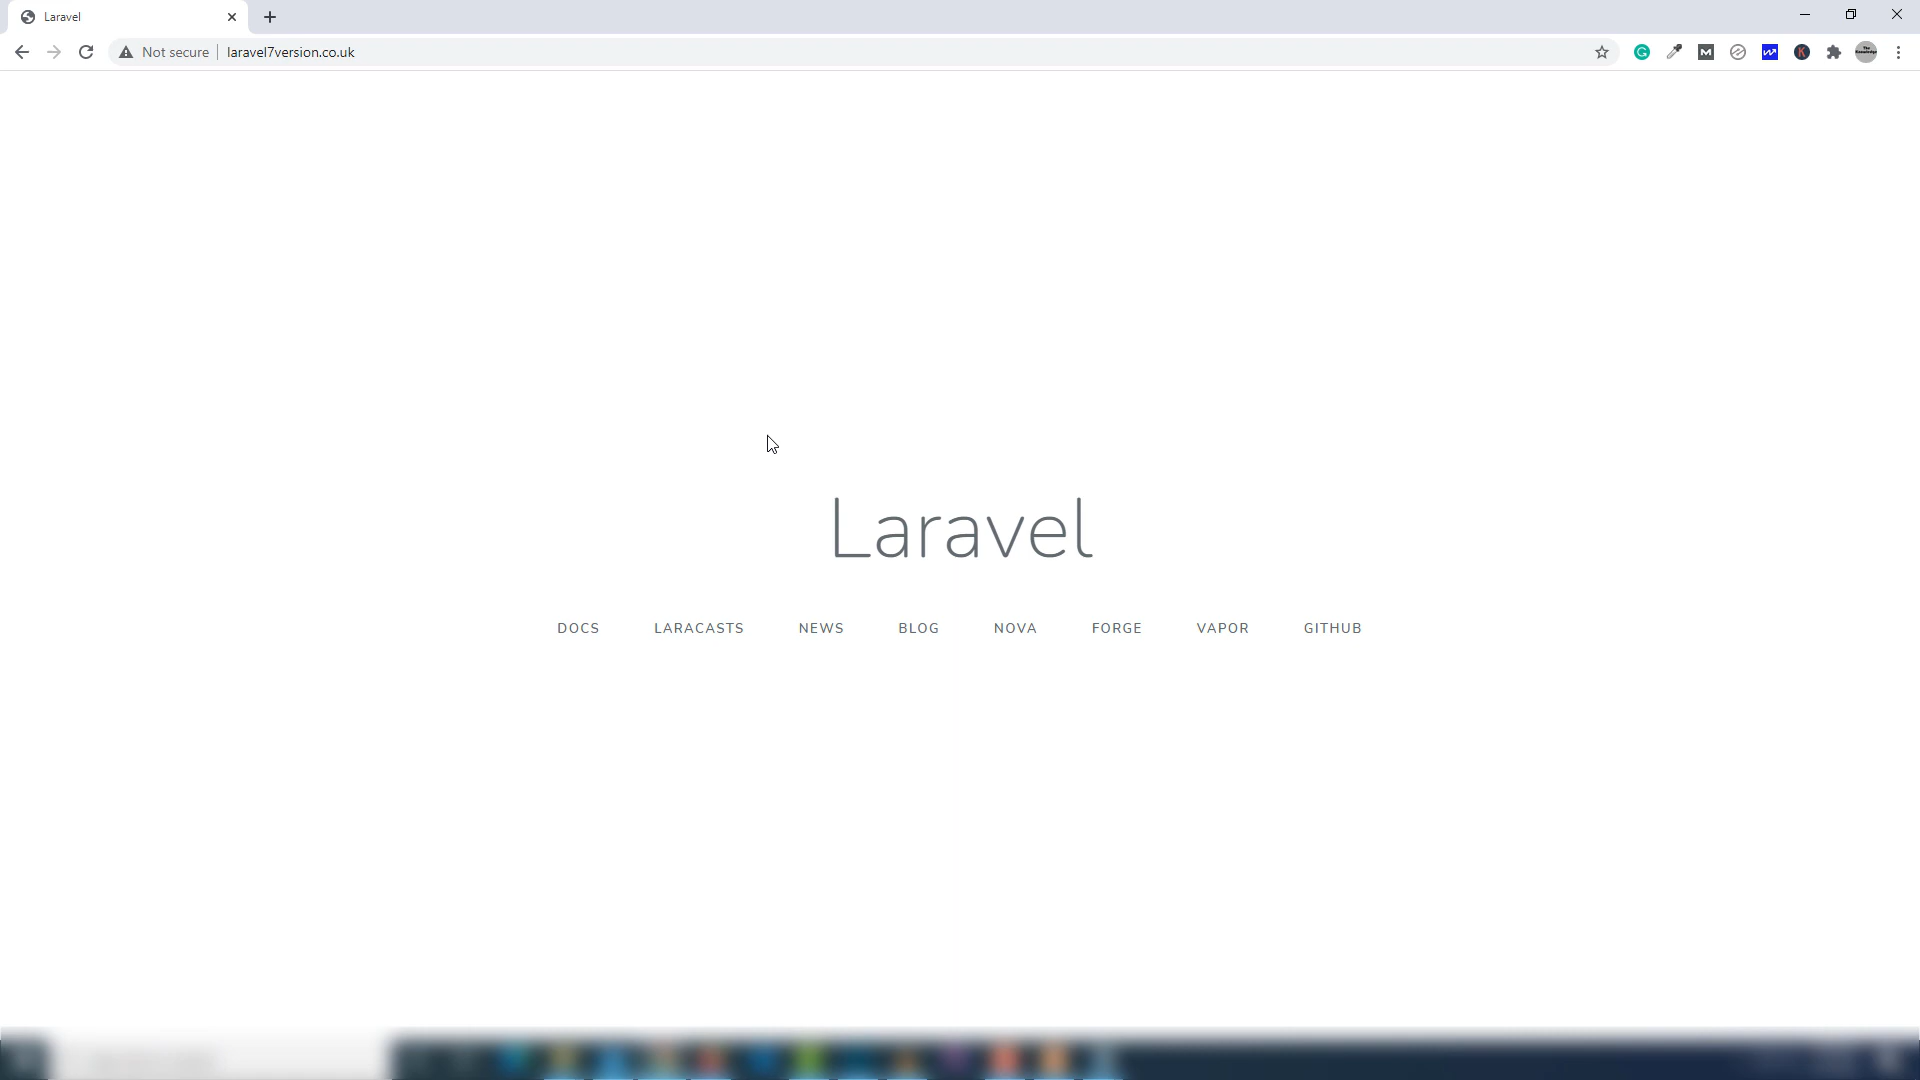 Laravel
Not secure
laravel7version.co.uk
Laravel
DOCS LARACASTS NEWS BLOG NOVA FORGE VAPOR GITHUB